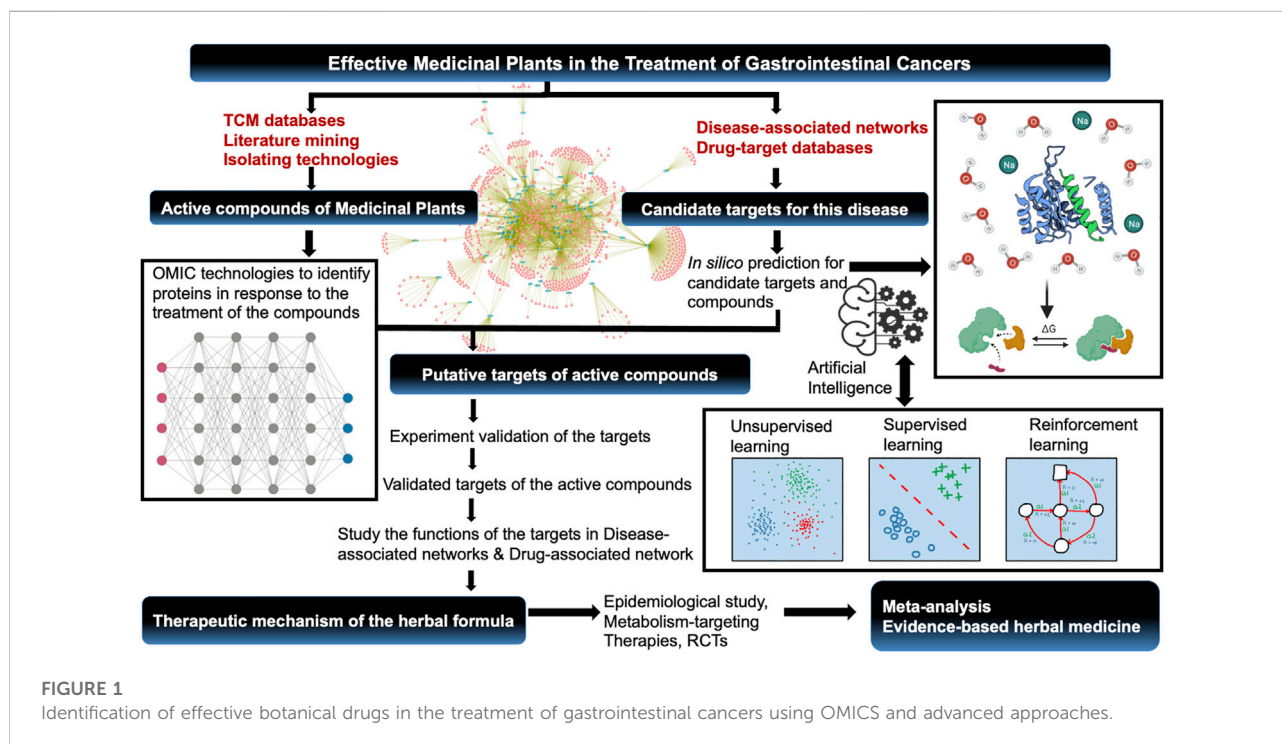 Effective Medicinal Plants in the Treatment of Gastrointestinal Cancers
TCM databases
Literature mining
Isolating technologies
Disease-associated networks
Drug-target databases
Active compounds of Medicinal Plants
Candidate targets for this disease
OMIC technologies to identify
proteins in response to the
treatment of the compounds
In silico prediction for
candidate targets and
compounds
Na
Na
Na
ΔG
Putative targets of active compounds
Artificial
Intelligence
Experiment validation of the targets
Validated targets of the active compounds
Study the functions of the targets in Disease-
associated networks & Drug-associated network
Unsupervised
learning
Supervised
learning
Reinforcement
learning
Therapeutic mechanism of the herbal formula
Epidemiological study,
Metabolism-targeting
Therapies, RCTs
Meta-analysis
Evidence-based herbal medicine
FIGURE 1
Identification of effective botanical drugs in the treatment of gastrointestinal cancers using OMICS and advanced approaches.